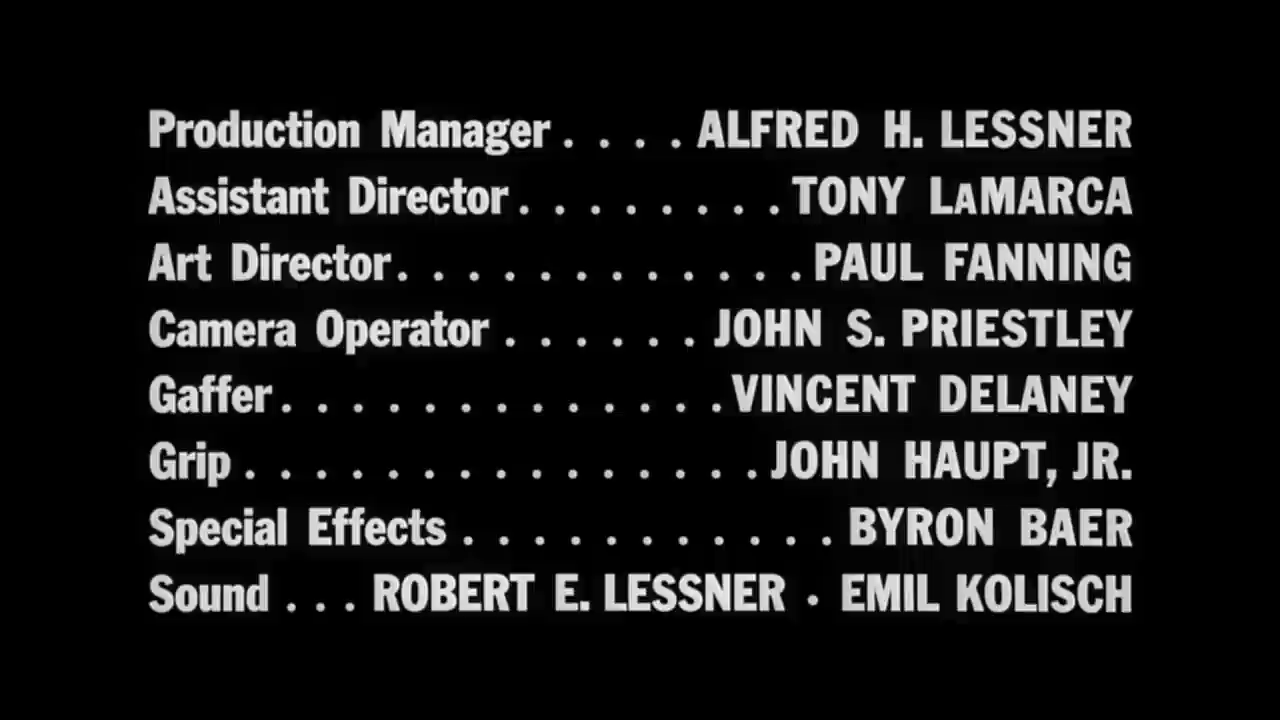 Production Manager . . . . ALFRED H. LESSNER
Assistant Director . . . . . . . . TONY LaMARCA
Art Director . . . . . . . . . . . . PAUL FANNING
Camera Operator . . . . . . JOHN S. PRIESTLEY
Gaffer . . . . . . . . . . . . . VINCENT DELANEY
Grip . . . . . . . . . . . . . . . JOHN HAUPT, JR.
Special Effects . . . . . . . . . . . BYRON BAER
Sound . . . ROBERT E. LESSNER · EMIL KOLISCH